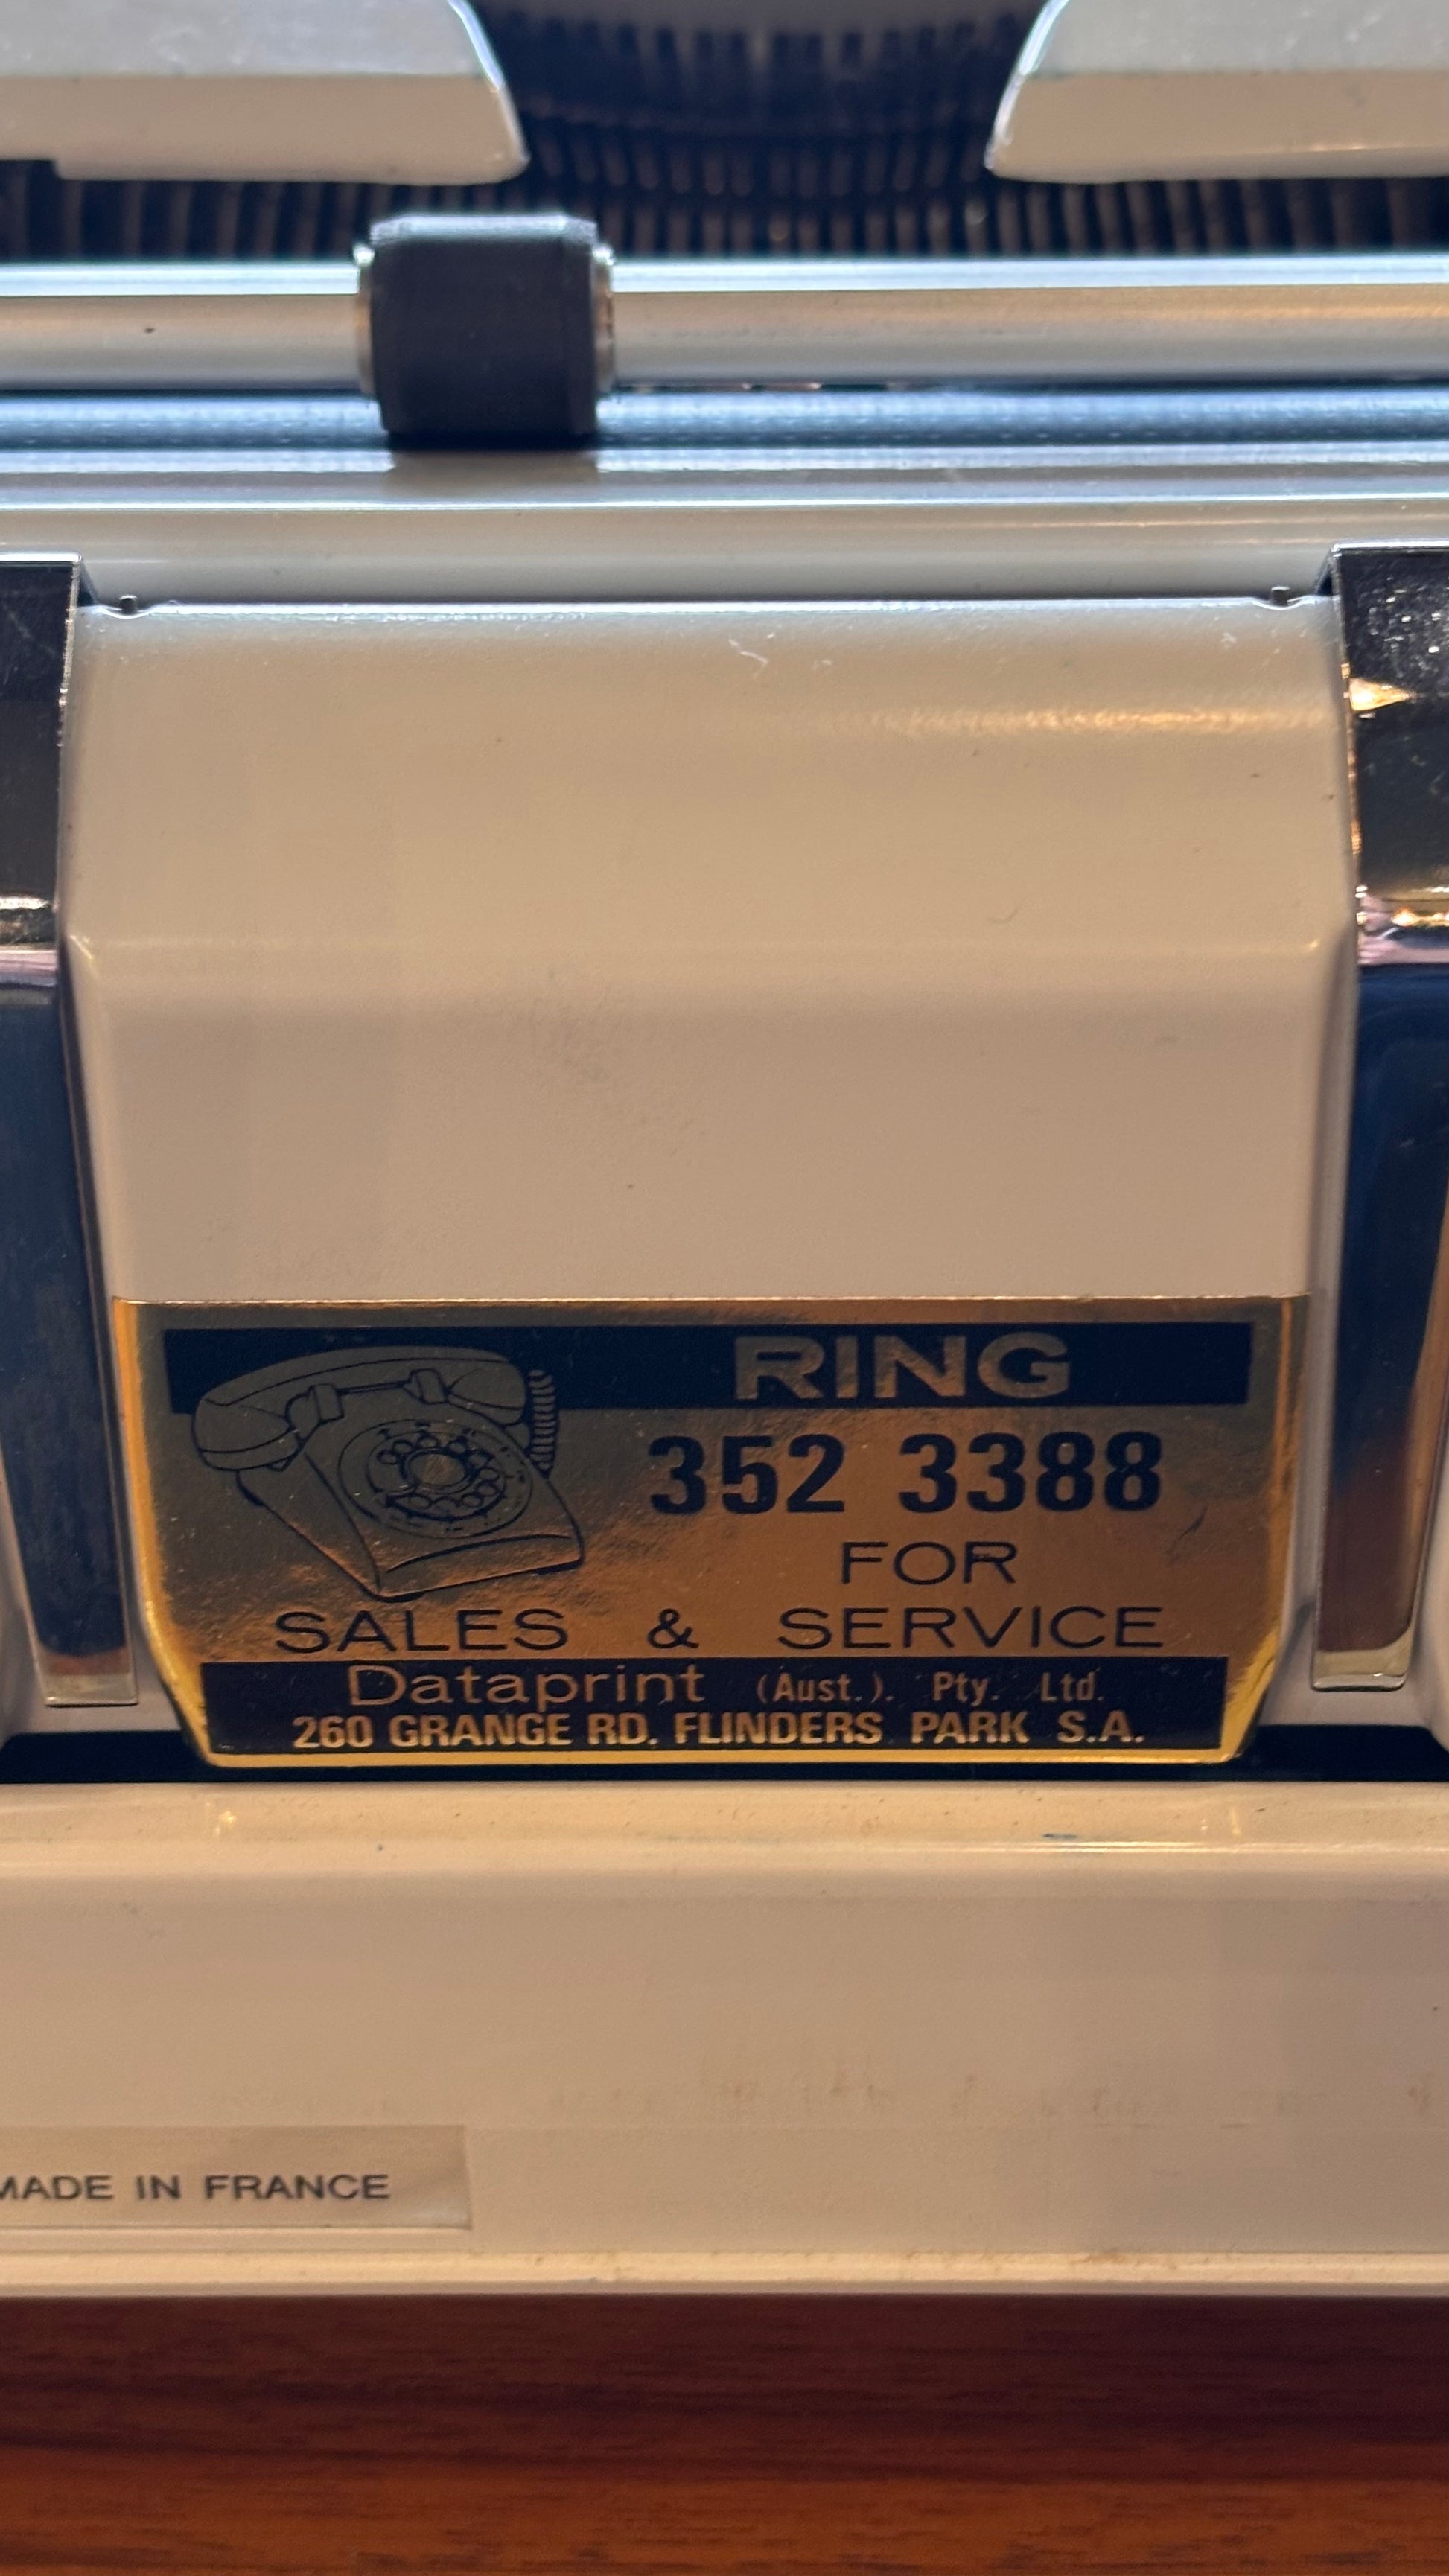 RING
352 3388
FOR
SALES & SERVICE
Dataprint (Aust.). Pty. Ltd.
260 GRANGE RD. FLINDERS PARK S.A.
MADE IN FRANCE